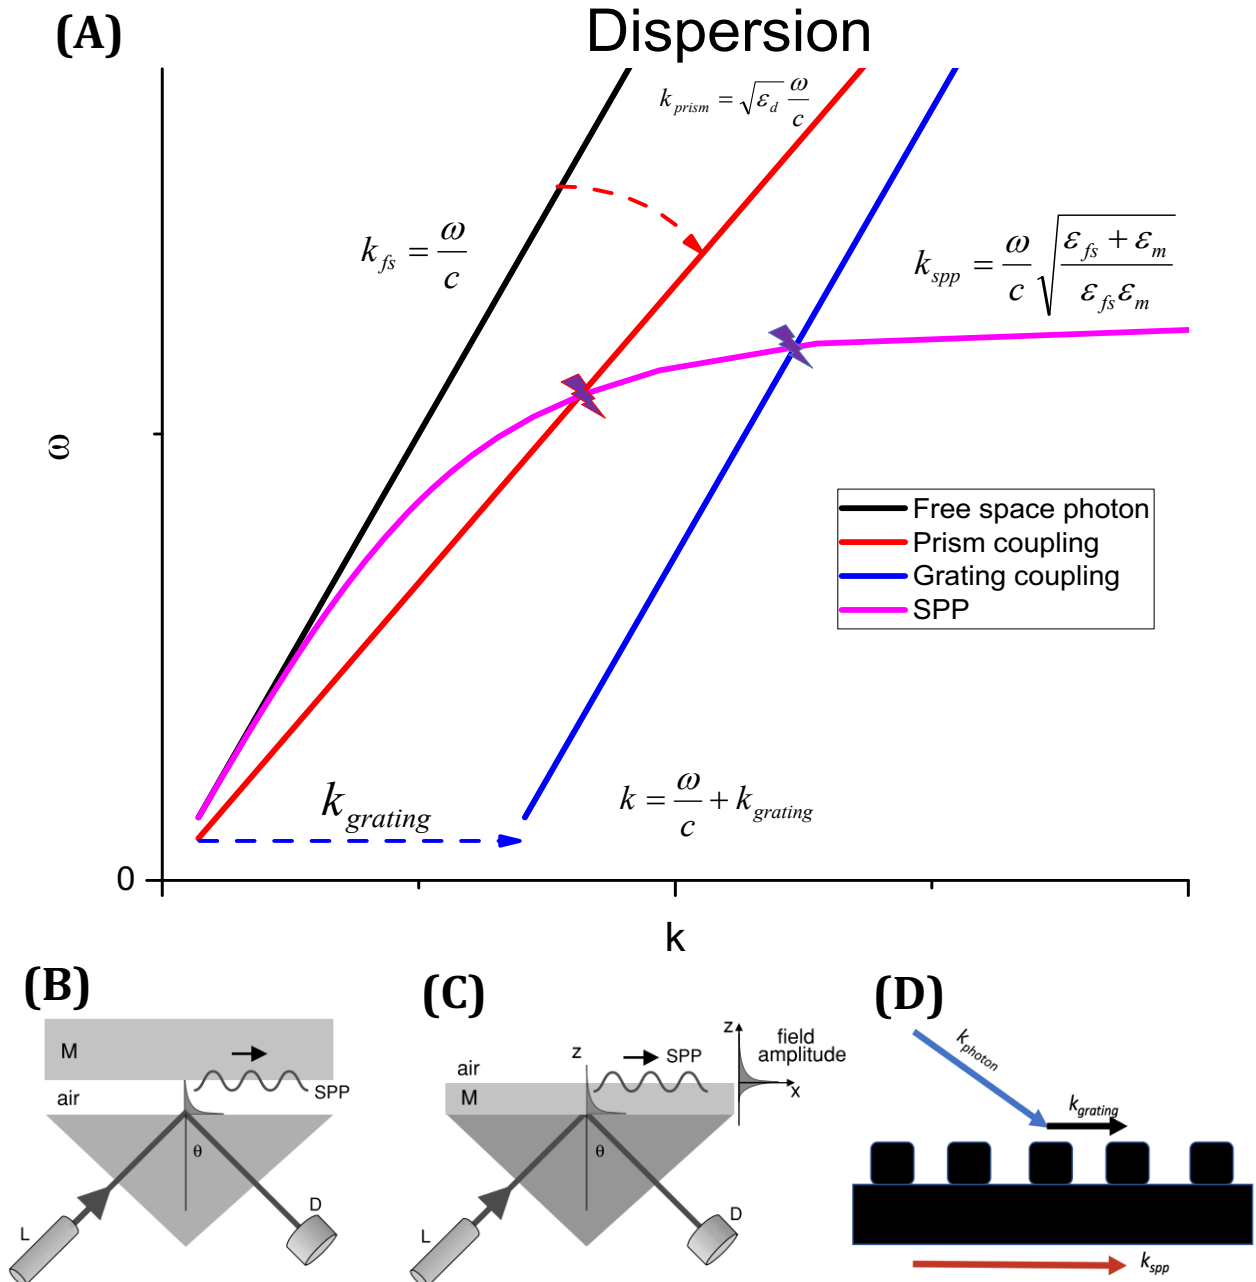 (A)
Dispersion
k_prism = √ε_d ω/c
k_fs = ω/c
k_spp = ω/c √((ε_fs + ε_m)/(ε_fs ε_m))
ω
Free space photon
Prism coupling
Grating coupling
SPP
k_grating
k = ω/c + k_grating
0
k
(B)
M
air
SPP
θ
L
D
(C)
z
SPP
air
M
θ
L
D
z
field
amplitude
x
(D)
k_photon
k_grating
k_spp